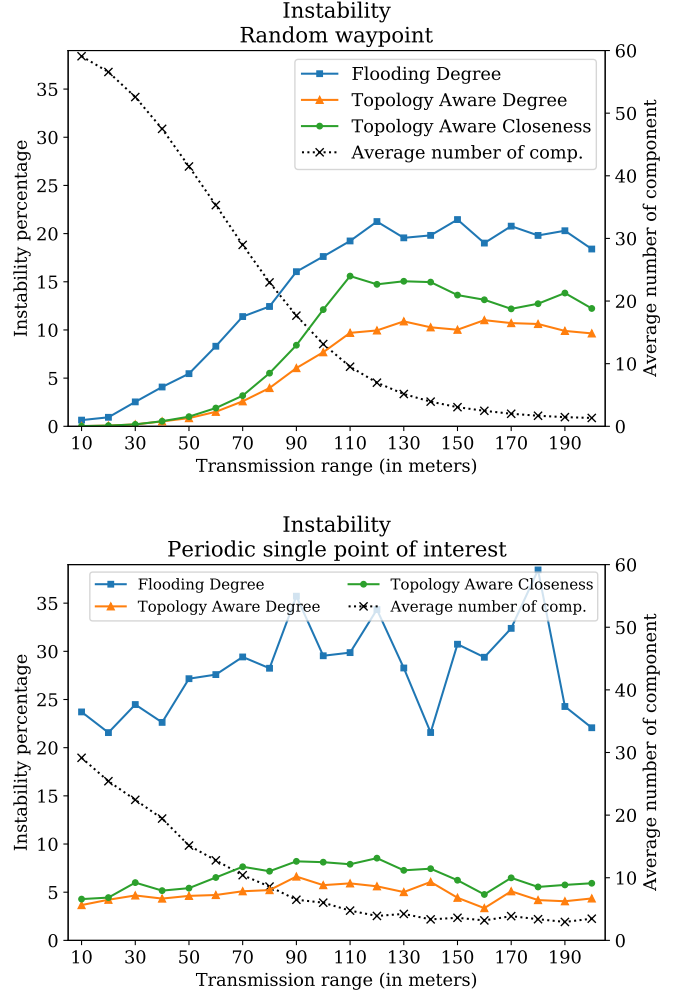 Instability
Random waypoint
Flooding Degree
Topology Aware Degree
Topology Aware Closeness
Average number of comp.
Instability percentage
Average number of component
0 5 10 15 20 25 30 35
0 10 20 30 40 50 60
10 30 50 70 90 110 130 150 170 190
Transmission range (in meters)
Instability
Periodic single point of interest
Flooding Degree
Topology Aware Degree
Topology Aware Closeness
Average number of comp.
Instability percentage
Average number of component
0 5 10 15 20 25 30 35
0 10 20 30 40 50 60
10 30 50 70 90 110 130 150 170 190
Transmission range (in meters)